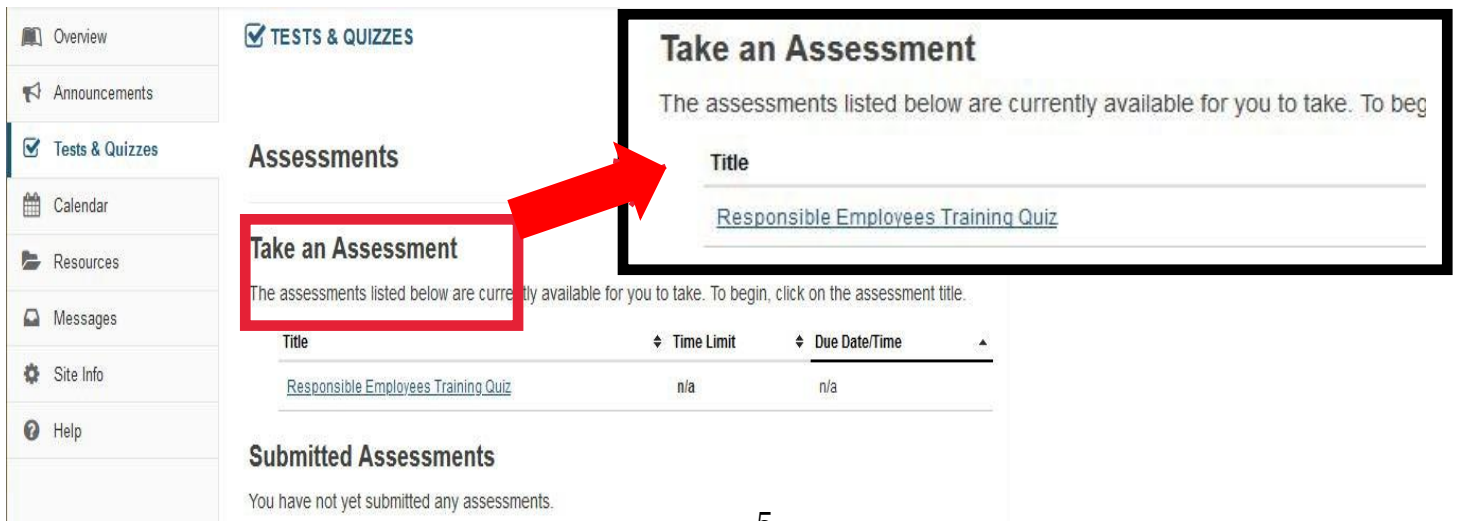 Overview
Announcements
Tests & Quizzes
Calendar
Resources
Messages
Site Info
Help
TESTS & QUIZZES
Assessments
Take an Assessment
The assessments listed below are currently available for you to take. To begin, click on the assessment title.
Title Time Limit Due Date/Time
Responsible Employees Training Quiz n/a n/a
Submitted Assessments
You have not yet submitted any assessments.
Take an Assessment
The assessments listed below are currently available for you to take. To beg
Title
Responsible Employees Training Quiz
5